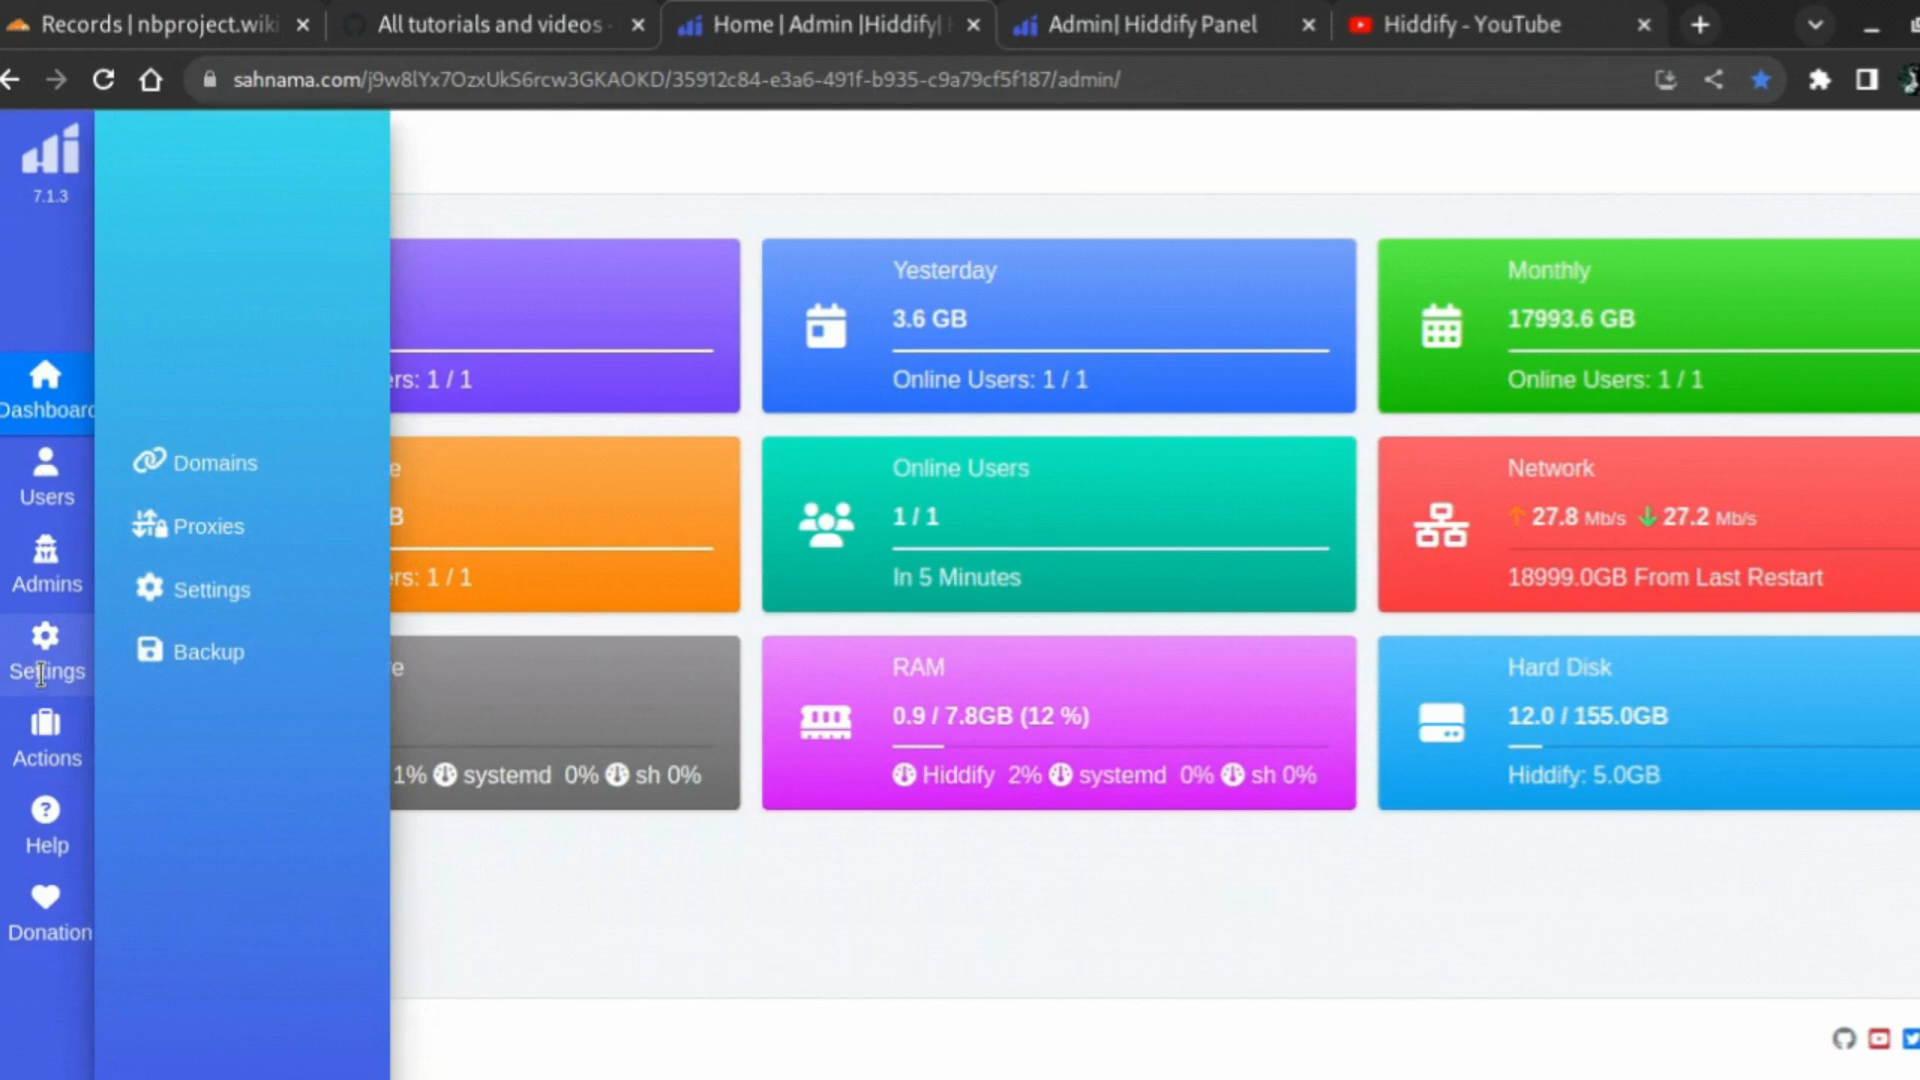 Records | nbproject.wiki
All tutorials and videos
Home | Admin |Hiddify|
Admin| Hiddify Panel
Hiddify - YouTube
sahnama.com/j9w8lYx7OzxUkS6rcw3GKAOKD/35912c84-e3a6-491f-b935-c9a79cf5f187/admin/
7.1.3
Dashboard
Users
Admins
Settings
Actions
Help
Donation
Domains
Proxies
Settings
Backup
ers: 1 / 1
Yesterday
3.6 GB
Online Users: 1 / 1
Monthly
17993.6 GB
Online Users: 1 / 1
e
B
ers: 1 / 1
Online Users
1 / 1
In 5 Minutes
Network
27.8 Mb/s 27.2 Mb/s
18999.0GB From Last Restart
e
1% systemd 0% sh 0%
RAM
0.9 / 7.8GB (12 %)
Hiddify 2% systemd 0% sh 0%
Hard Disk
12.0 / 155.0GB
Hiddify: 5.0GB